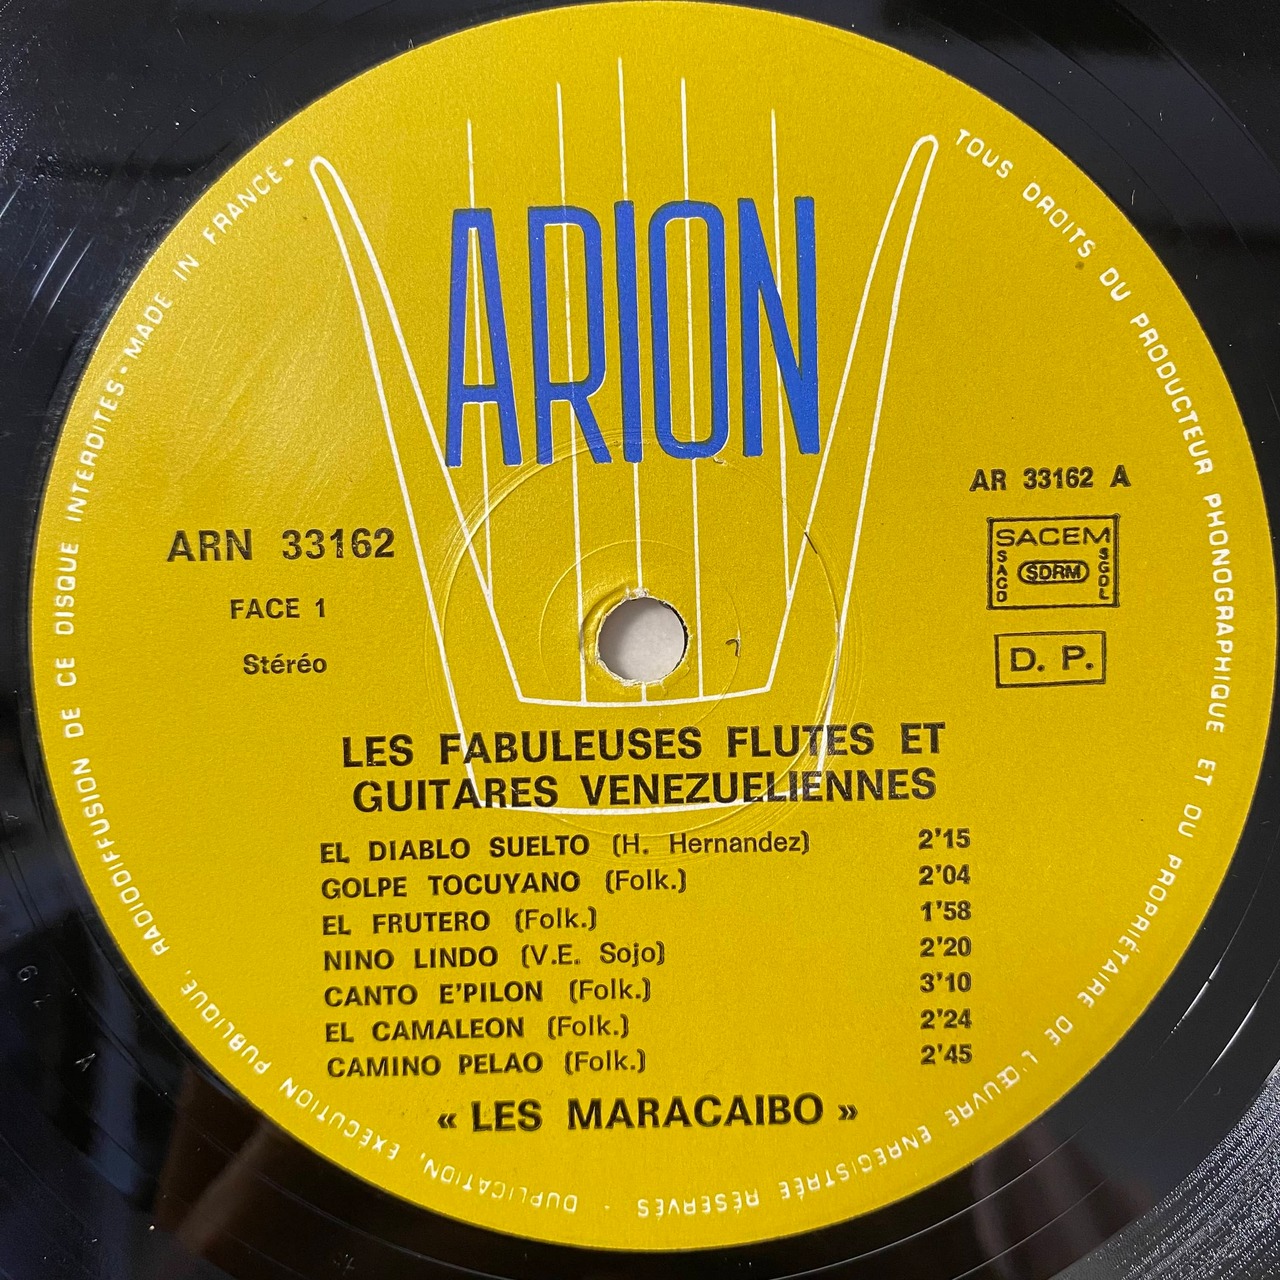 ARION
TOUS DROITS DU PRODUCTEUR PHONOGRAPHIQUE ET DU PROPRIÉTAIRE DE L'ŒUVRE ENREGISTRÉE RÉSERVÉS · DUPLICATION, EXÉCUTION PUBLIQUE, RADIODIFFUSION DE CE DISQUE INTERDITES - MADE IN FRANCE -
ARN 33162
FACE 1
Stéréo
AR 33162 A
SACEM
SACD SDRM SGDL
D. P.
LES FABULEUSES FLUTES ET
GUITARES VENEZUELIENNES
EL DIABLO SUELTO (H. Hernandez) 2'15
GOLPE TOCUYANO (Folk.) 2'04
EL FRUTERO (Folk.) 1'58
NINO LINDO (V.E. Sojo) 2'20
CANTO E'PILON (Folk.) 3'10
EL CAMALEON (Folk.) 2'24
CAMINO PELAO (Folk.) 2'45
« LES MARACAIBO »